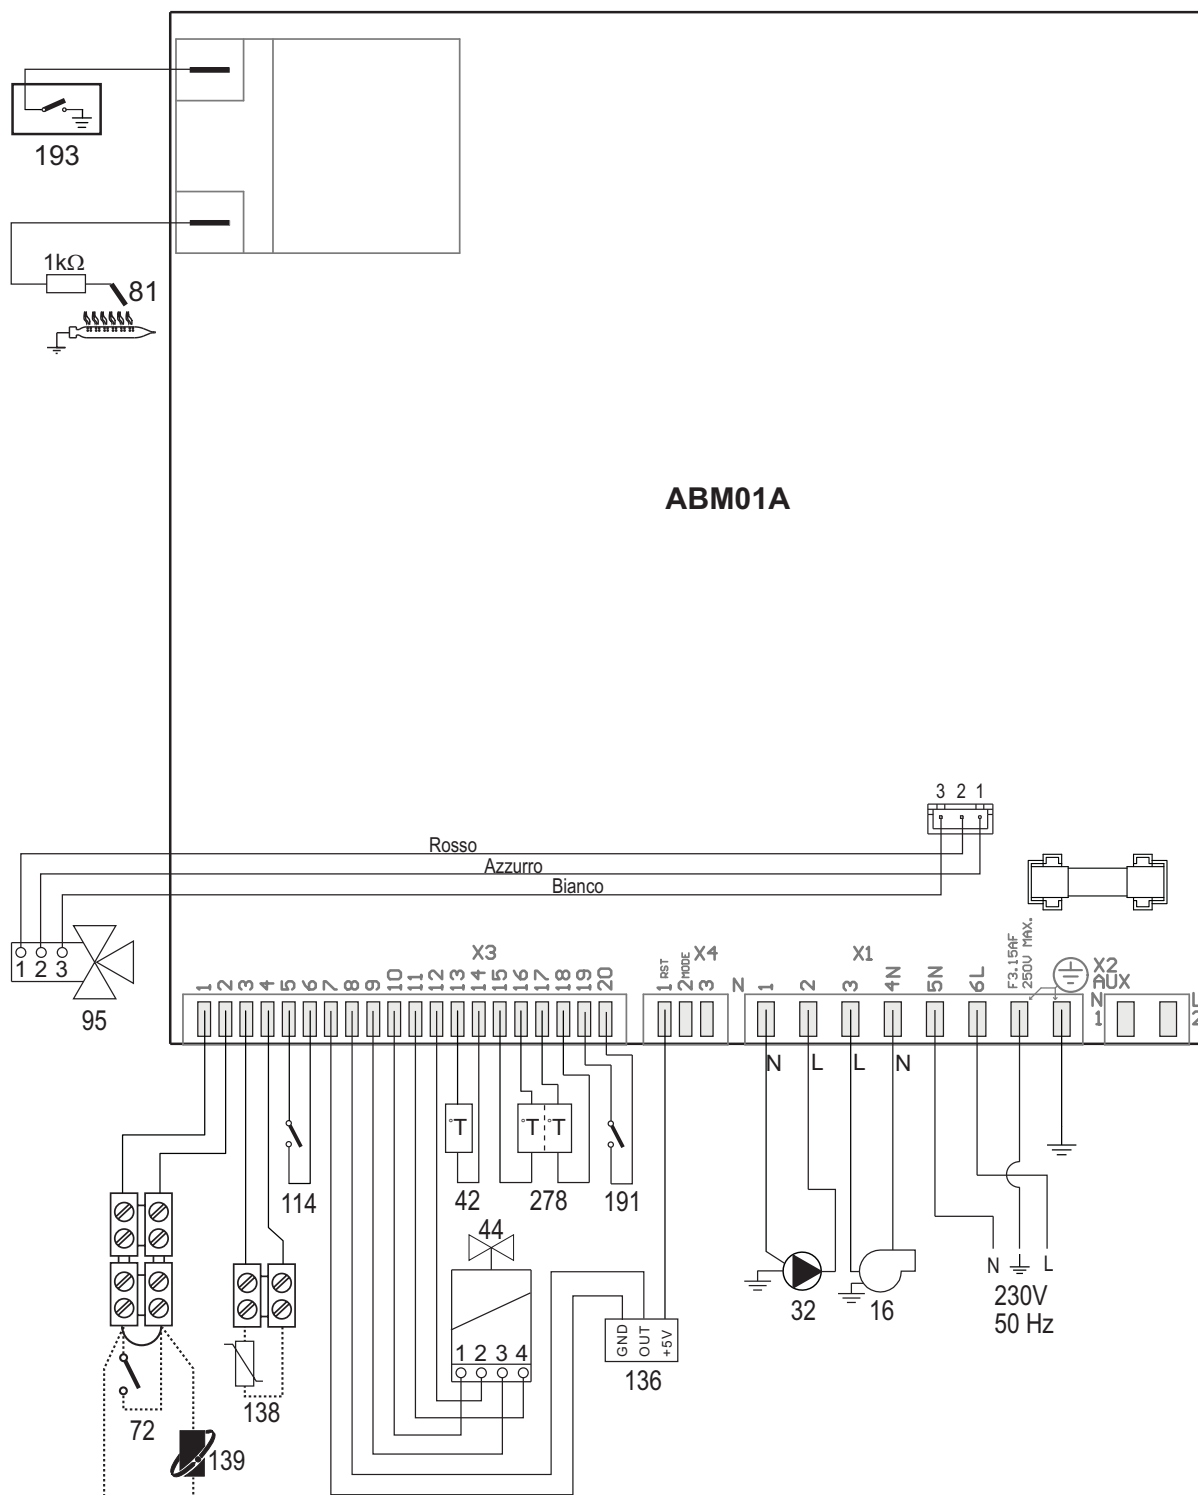 193
1kΩ
81
ABM01A
3 2 1
Rosso
Azzurro
Bianco
1 2 3
95
X3
X4
X1
X2
AUX
1 2 3 4 5 6 7 8 9 10 11 12 13 14 15 16 17 18 19 20
1 RST
2 MODE
3
N
1 2 3 4N 5N 6L
F3.15AF
250V MAX.
N
1
L
2
N L L N
114
42
278
191
°T
°T °T
44
1 2 3 4
GND OUT +5V
136
32
16
N L
230V
50 Hz
72
138
139